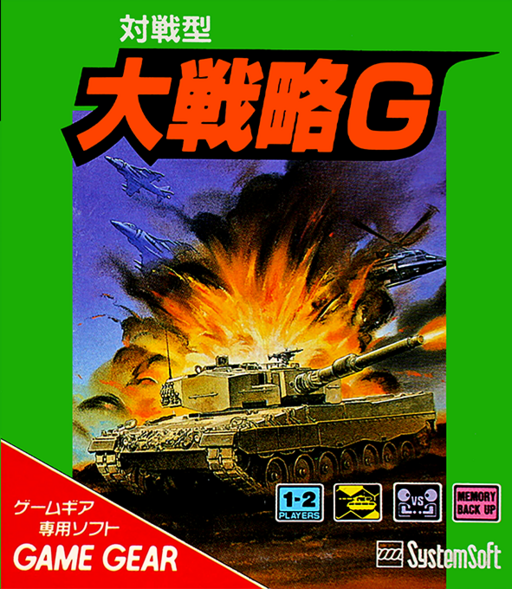 対戦型
大戦略G
1-2
PLAYERS
VS
MEMORY
BACK UP
ゲームギア
専用ソフト
GAME GEAR
SystemSoft